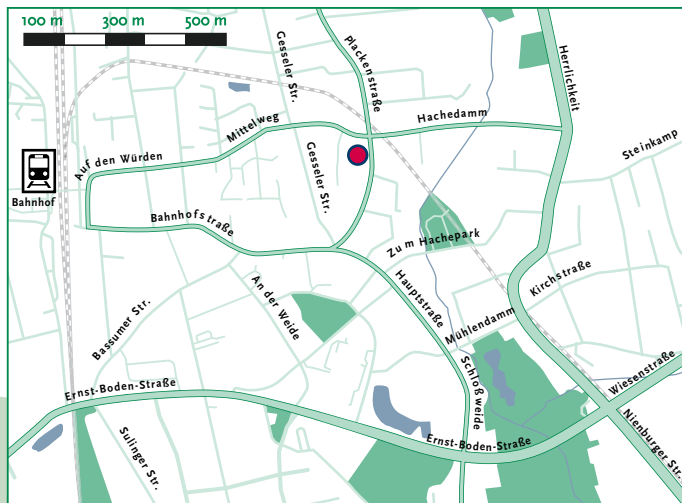 100 m 300 m 500 m
Gesseler Str.
Plackenstraße
Herrlichkeit
Hachedamm
Mittelweg
Steinkamp
Auf den Würden
Gesseler Str.
Bahnhof
Bahnhofstraße
Zum Hachepark
Kirchstraße
An der Weide
Hauptstraße
Bassumer Str.
Mühlendamm
Schloßweide
Wiesenstraße
Ernst-Boden-Straße
Sulinger Str.
Ernst-Boden-Straße
Nienburger Str.